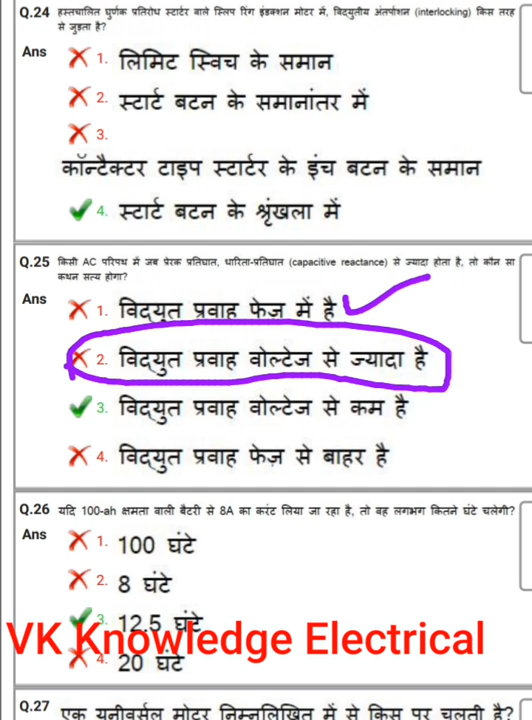 Q.24 हस्तचालित घुर्णक प्रतिरोध स्टार्टर वाले स्लिप रिंग इंडक्शन मोटर में, विद्युतीय अंतर्पाशन (interlocking) किस तरह
से जुड़ता है?
Ans 1. लिमिट स्विच के समान
2. स्टार्ट बटन के समानांतर में
3.
कॉन्टैक्टर टाइप स्टार्टर के इंच बटन के समान
4. स्टार्ट बटन के श्रृंखला में
Q.25 किसी AC परिपथ में जब प्रेरक प्रतिघात, धारिता-प्रतिघात (capacitive reactance) से ज्यादा होता है, तो कौन सा
कथन सत्य होगा?
Ans 1. विद्युत प्रवाह फेज़ में है
2. विद्युत प्रवाह वोल्टेज से ज्यादा है
3. विद्युत प्रवाह वोल्टेज से कम है
4. विद्युत प्रवाह फेज़ से बाहर है
Q.26 यदि 100-ah क्षमता वाली बैटरी से 8A का करंट लिया जा रहा है, तो वह लगभग कितने घंटे चलेगी?
Ans 1. 100 घंटे
2. 8 घंटे
3. 12.5 घंटे
VK Knowledge Electrical
4. 20 घंटे
Q.27 एक यूनीवर्सल मोटर निम्नलिखित में से किस पर चलती है?